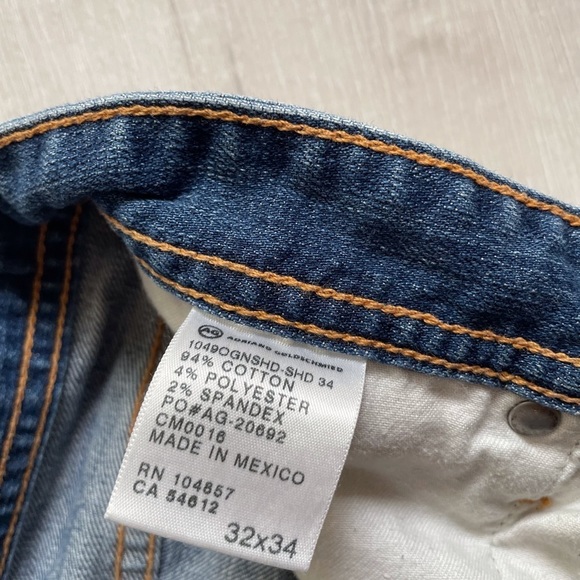 AG ADRIANO GOLDSCHMIED
1049OGNSHD-SHD 34
94% COTTON
4% POLYESTER
2% SPANDEX
PO#AG-20692
CM0016
MADE IN MEXICO
RN 104657
CA 54612
32x34